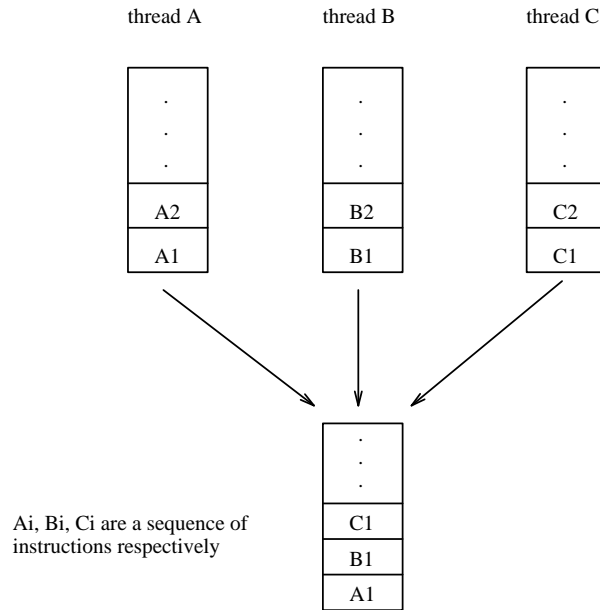 thread A thread B thread C
.
.
.
.
.
.
.
.
.
A2 B2 C2
A1 B1 C1
.
.
.
C1
Ai, Bi, Ci are a sequence of
instructions respectively
B1
A1